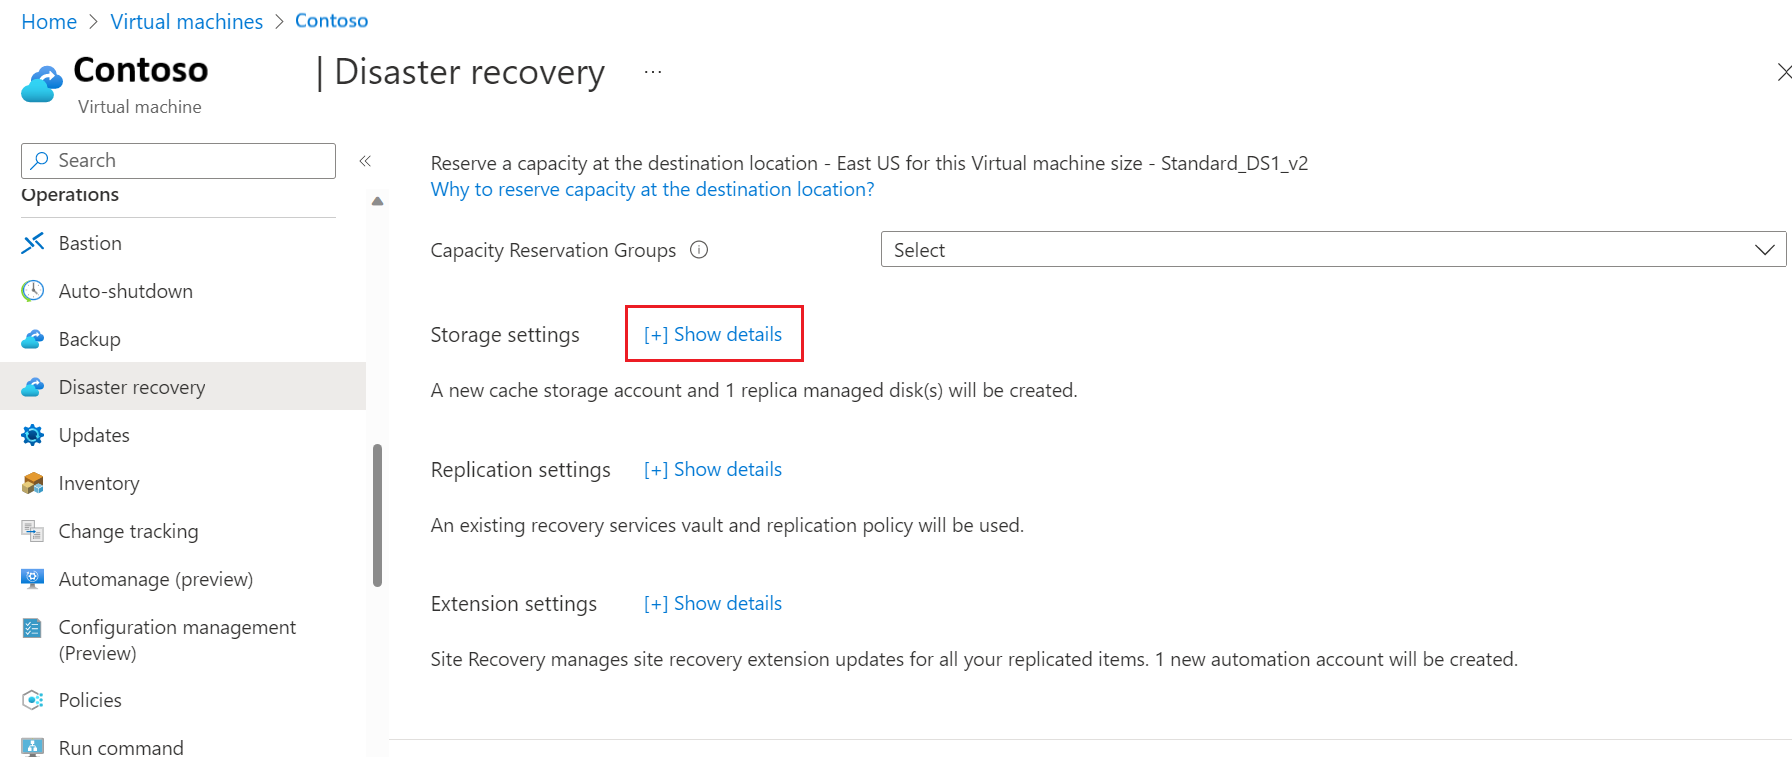 Home > Virtual machines > Contoso
Contoso | Disaster recovery ...
Virtual machine
Search
«
Operations
Bastion
Auto-shutdown
Backup
Disaster recovery
Updates
Inventory
Change tracking
Automanage (preview)
Configuration management
(Preview)
Policies
Run command
Reserve a capacity at the destination location - East US for this Virtual machine size - Standard_DS1_v2
Why to reserve capacity at the destination location?
Capacity Reservation Groups
Select
Storage settings [+] Show details
A new cache storage account and 1 replica managed disk(s) will be created.
Replication settings [+] Show details
An existing recovery services vault and replication policy will be used.
Extension settings [+] Show details
Site Recovery manages site recovery extension updates for all your replicated items. 1 new automation account will be created.